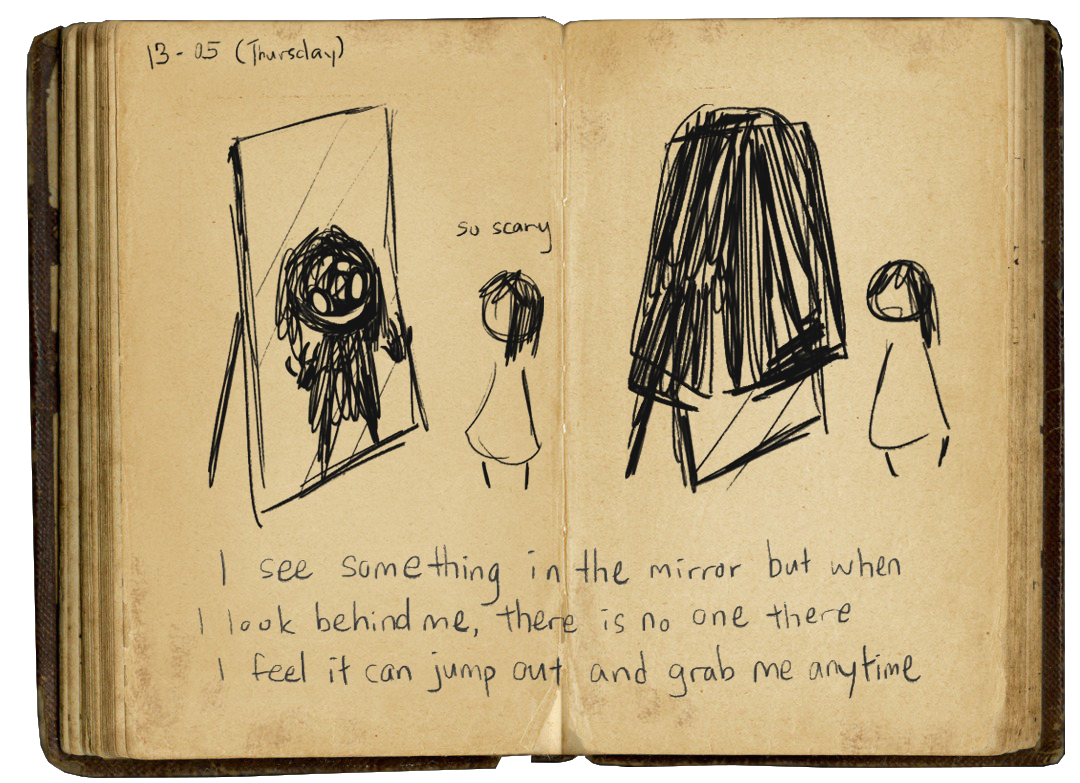 13-05 (Thursday)
so scary
I see something in the mirror but when
I look behind me, there is no one there
I feel it can jump out and grab me anytime